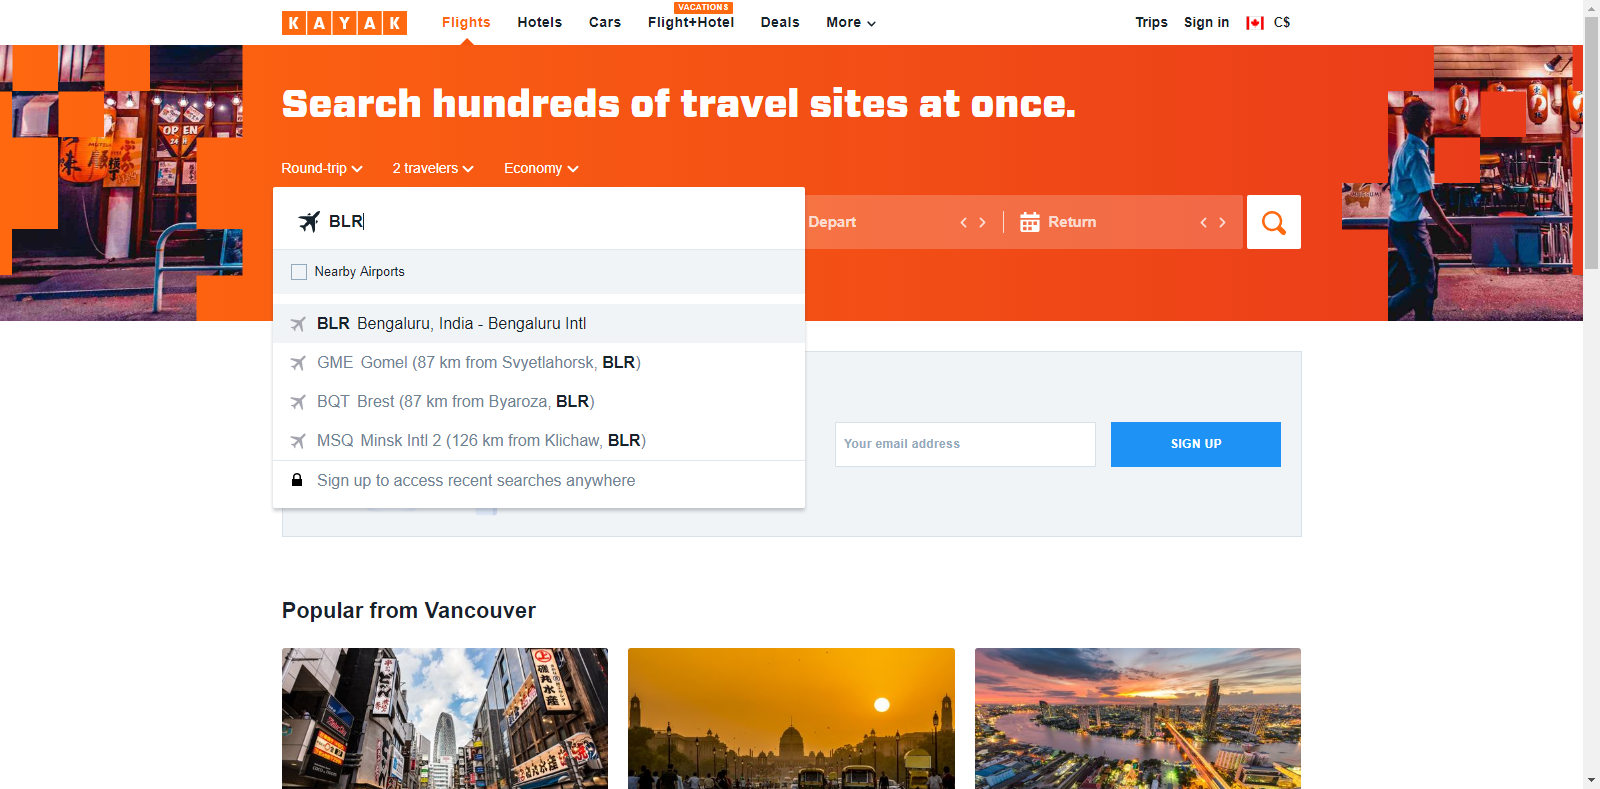 KAYAK Flights Hotels Cars Flight+Hotel VACATIONS Deals More Trips Sign in C$
Search hundreds of travel sites at once.
Round-trip 2 travelers Economy
BLR Depart Return
Nearby Airports
BLR Bengaluru, India - Bengaluru Intl
GME Gomel (87 km from Svyetlahorsk, BLR)
BQT Brest (87 km from Byaroza, BLR)
MSQ Minsk Intl 2 (126 km from Klichaw, BLR)
Your email address SIGN UP
Sign up to access recent searches anywhere
Popular from Vancouver
OPEN